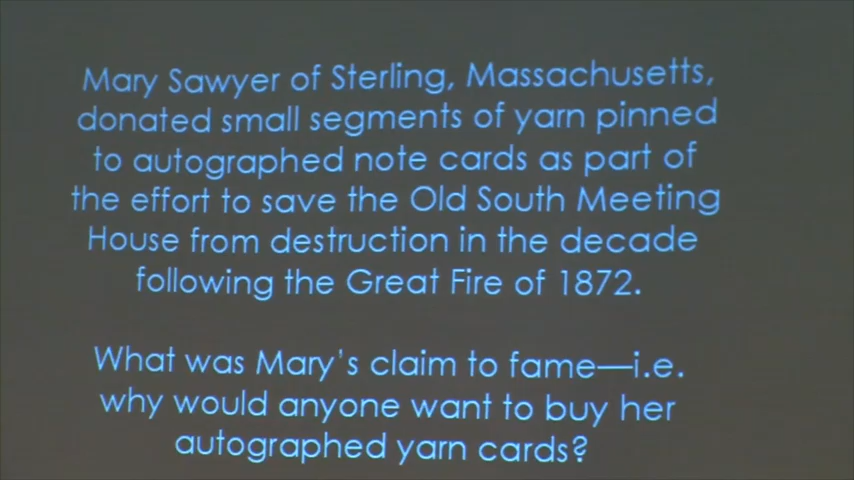 Mary Sawyer of Sterling, Massachusetts,
donated small segments of yarn pinned
to autographed note cards as part of
the effort to save the Old South Meeting
House from destruction in the decade
following the Great Fire of 1872.
What was Mary's claim to fame—i.e.
why would anyone want to buy her
autographed yarn cards?